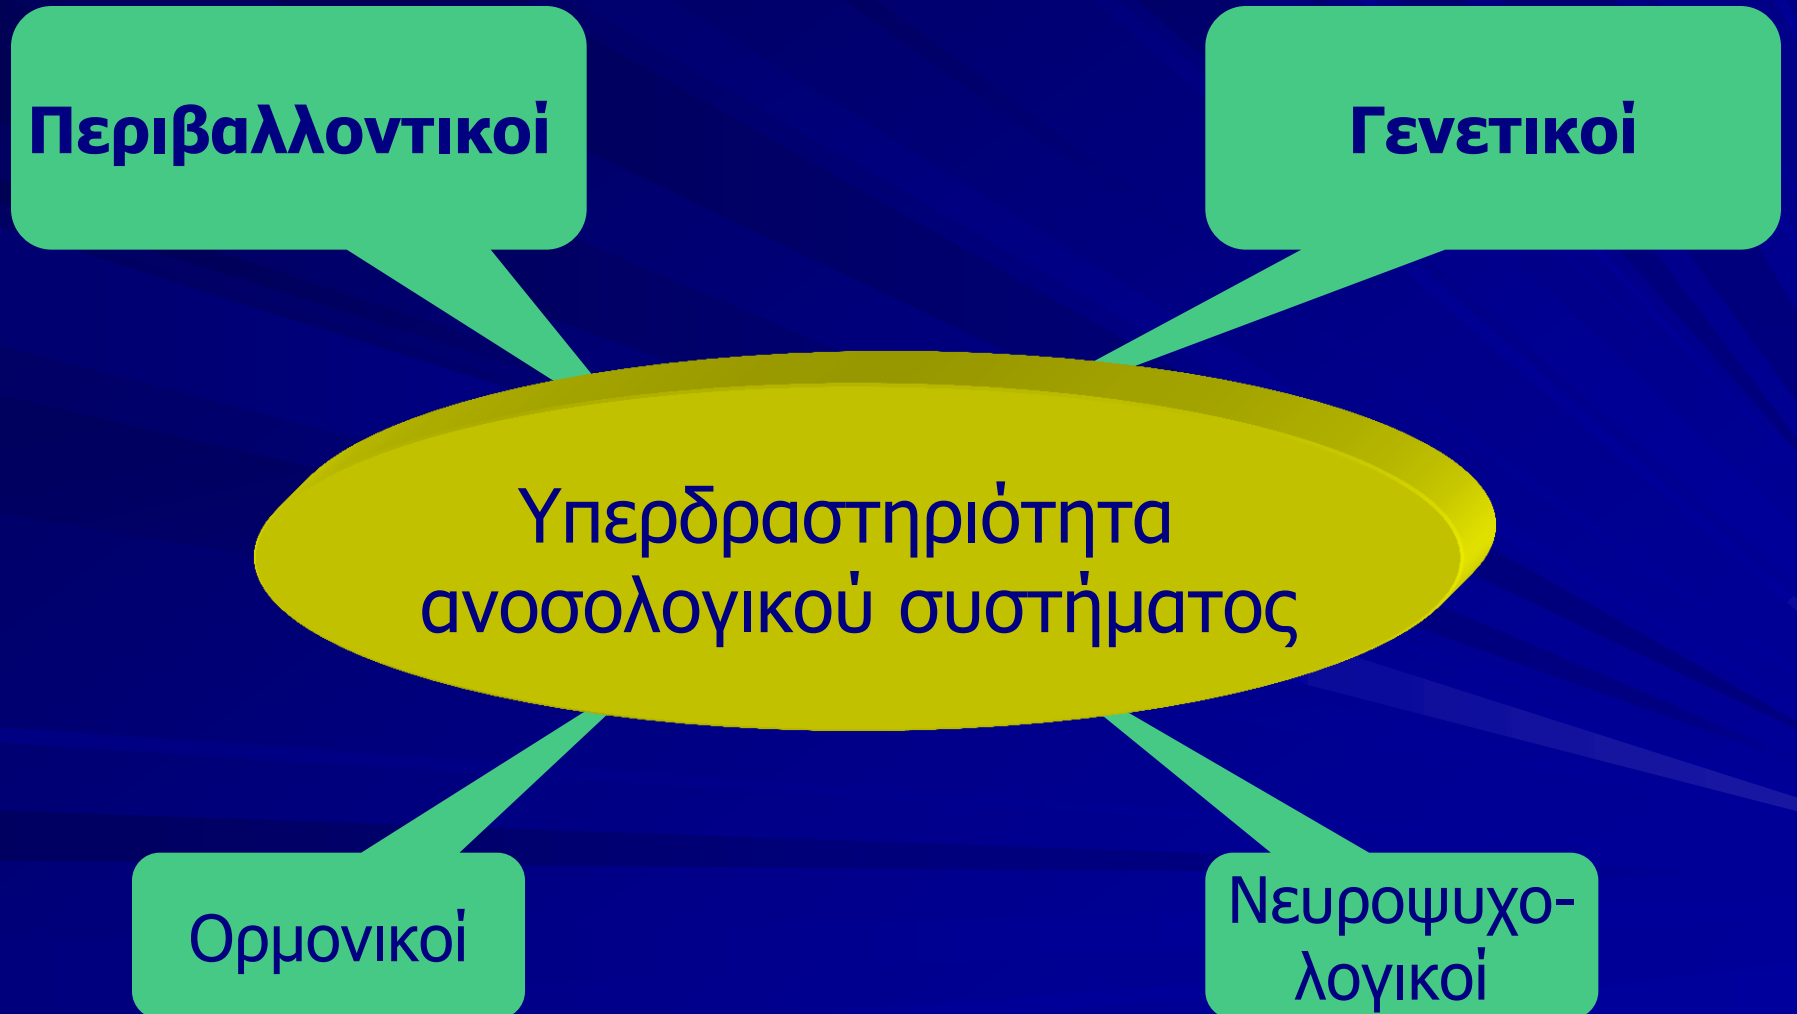 Περιβαλλοντικοί
Γενετικοί
Υπερδραστηριότητα
ανοσολογικού συστήματος
Ορμονικοί
Νευροψυχο-
λογικοί